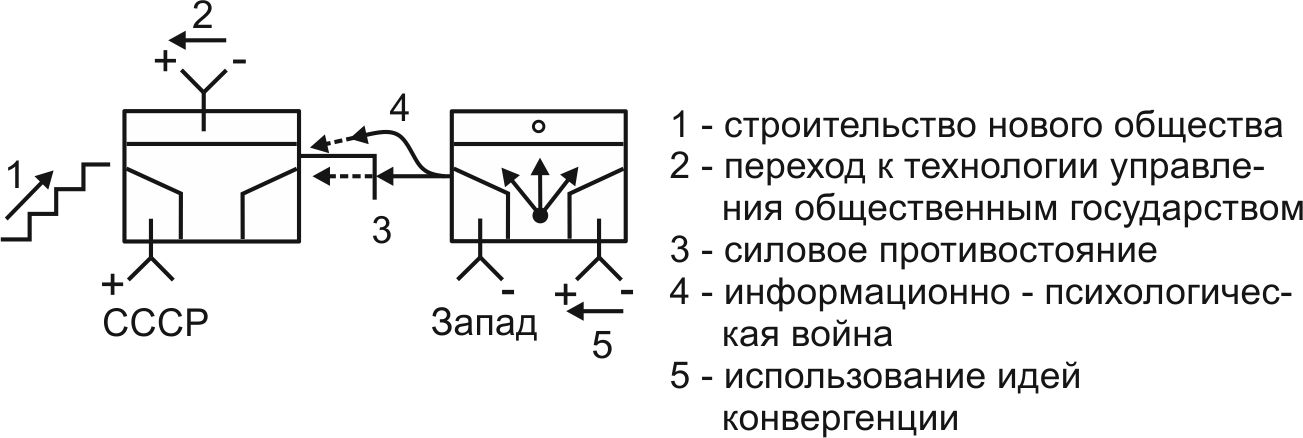 2
+ -
4
1
3
+ - + -
СССР
Запад
5
1 - строительство нового общества
2 - переход к технологии управле-
ния общественным государством
3 - силовое противостояние
4 - информационно - психологичес-
кая война
5 - использование идей
конвергенции